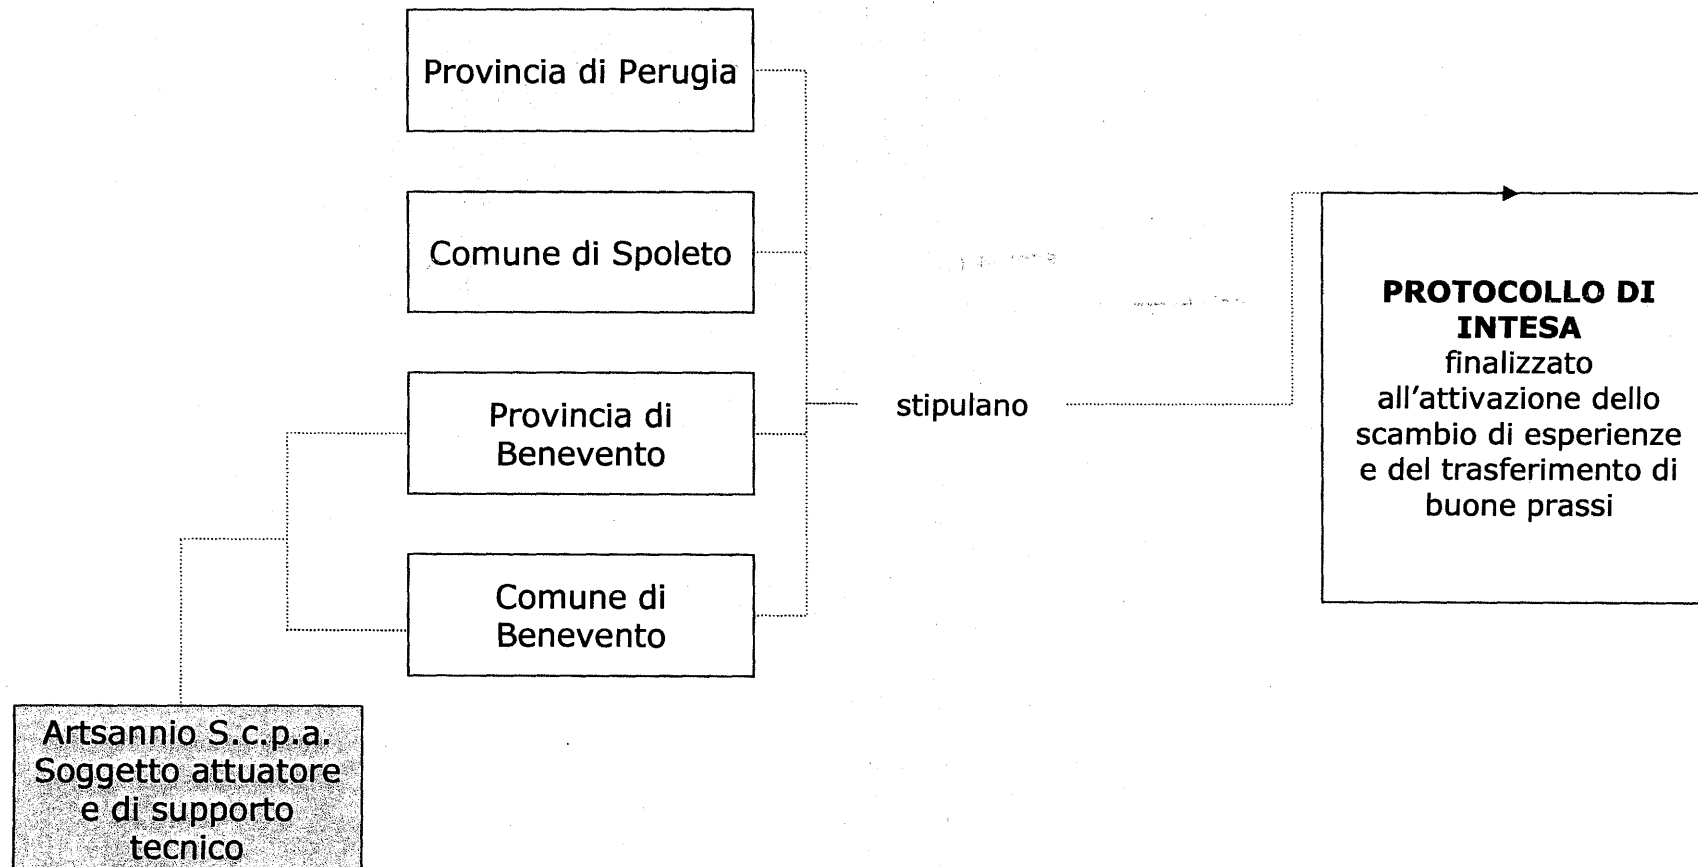 Provincia di Perugia
Comune di Spoleto
Provincia di
Benevento
Comune di
Benevento
Artsannio S.c.p.a.
Soggetto attuatore
e di supporto
tecnico
stipulano
PROTOCOLLO DI
INTESA
finalizzato
all'attivazione dello
scambio di esperienze
e del trasferimento di
buone prassi